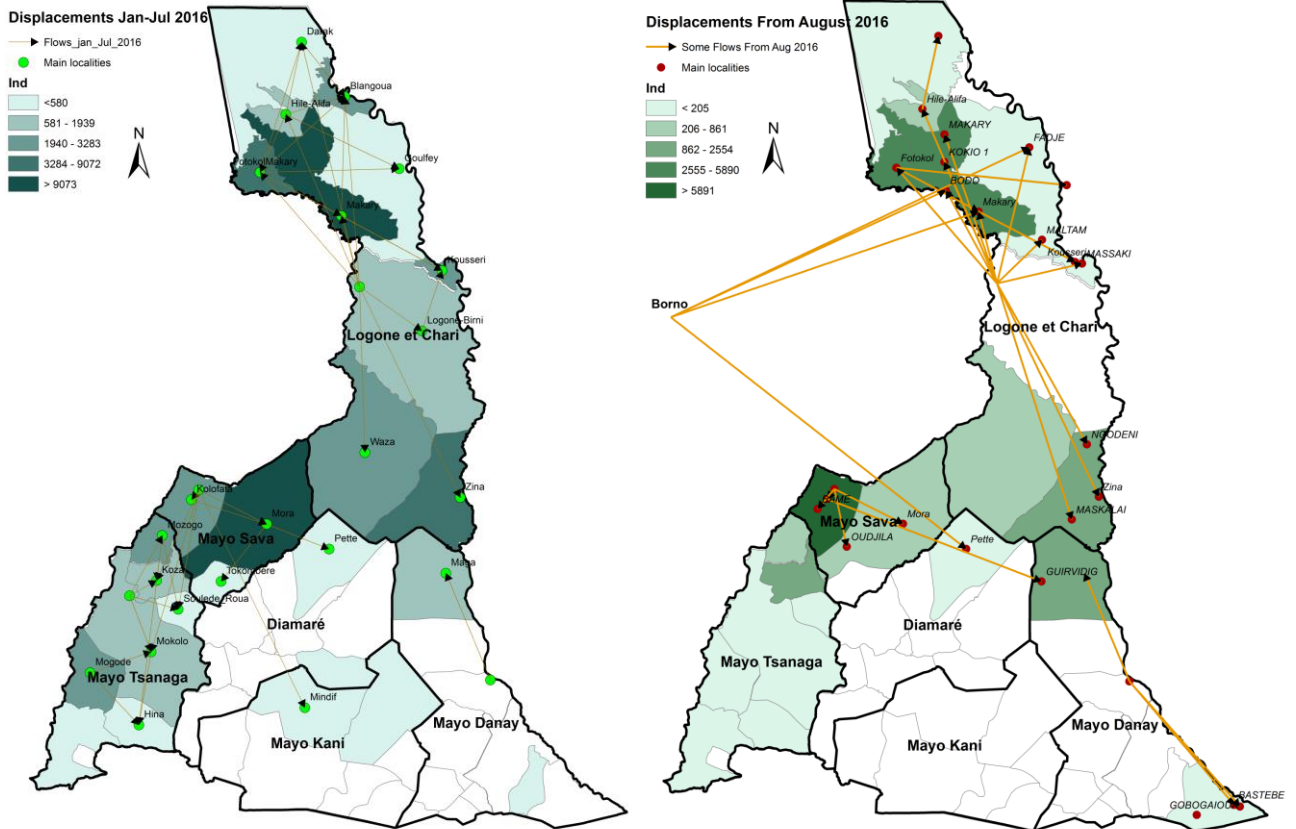 Displacements Jan-Jul 2016
Flows_jan_Jul_2016
Main localities
Ind
<580
581 - 1939
1940 - 3283
3284 - 9072
> 9073
N
Darak
Blangoua
Hile-Alifa
Goulfey
Fotokol
Makary
Makary
Kousseri
Logone-Birni
Logone et Chari
Waza
Zina
Kolofata
Mora
Mozogo
Mayo Sava
Pette
Koza
Tokombere
Maga
Soulede_Roua
Diamaré
Mokolo
Mogode
Mayo Tsanaga
Mindif
Hina
Mayo Danay
Mayo Kani
Displacements From August 2016
Some Flows From Aug 2016
Main localities
Ind
< 205
206 - 861
862 - 2554
2555 - 5890
> 5891
N
Hile-Alifa
MAKARY
FADJE
KOKIO 1
Fotokol
BODO
Makary
MALTAM
Kousseri
MASSAKI
Borno
Logone et Chari
NGODENI
Zina
MASKALAI
Mora
Mayo Sava
OUDJILA
Pette
GUIRVIDIG
Diamaré
Mayo Tsanaga
Mayo Danay
Mayo Kani
BASTEBE